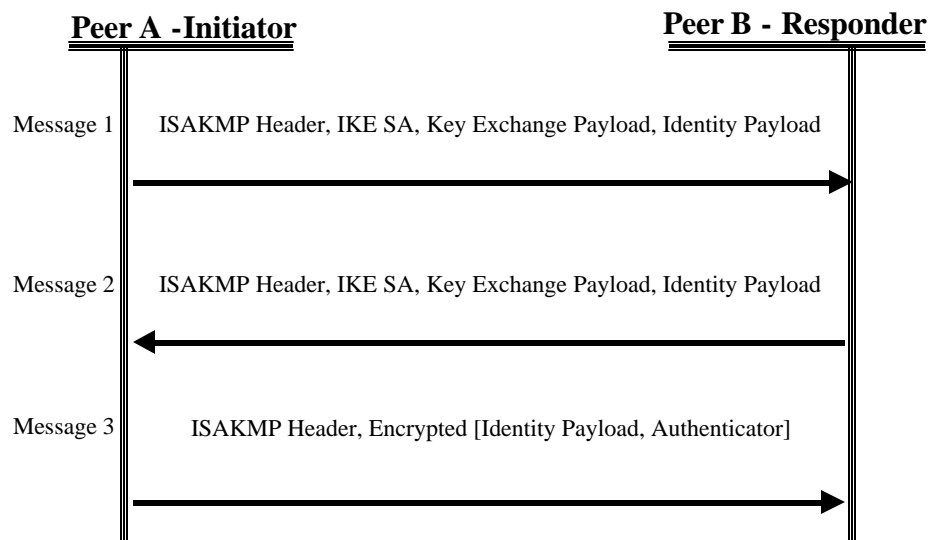 Peer A -Initiator
Peer B - Responder
Message 1
ISAKMP Header, IKE SA, Key Exchange Payload, Identity Payload
Message 2
ISAKMP Header, IKE SA, Key Exchange Payload, Identity Payload
Message 3
ISAKMP Header, Encrypted [Identity Payload, Authenticator]